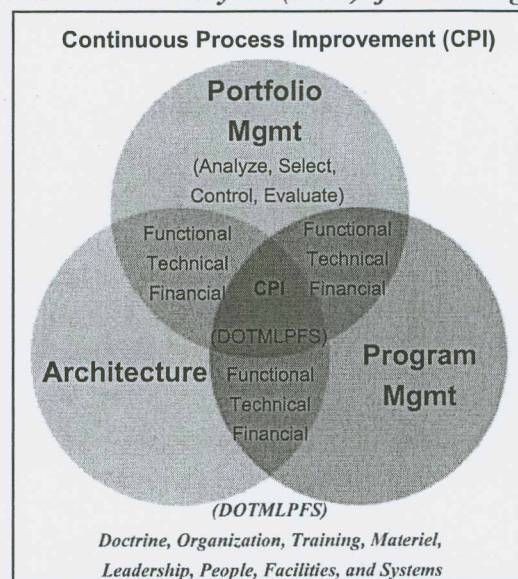 Continuous Process Improvement (CPI)
Portfolio
Mgmt
(Analyze, Select,
Control, Evaluate)
Functional
Technical
Financial
Functional
Technical
Financial
CPI
(DOTMLPFS)
Architecture
Functional
Technical
Financial
Program
Mgmt
(DOTMLPFS)
Doctrine, Organization, Training, Materiel,
Leadership, People, Facilities, and Systems